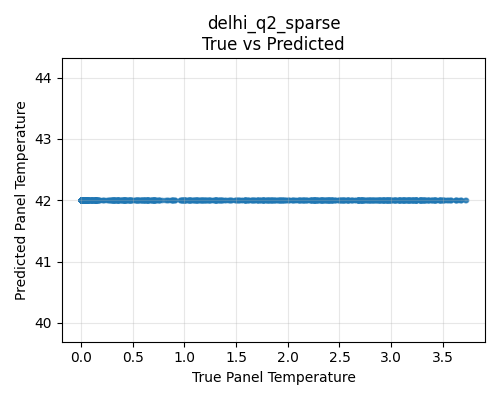 delhi_q2_sparse
True vs Predicted
44
43
42
41
40
Predicted Panel Temperature
0.0 0.5 1.0 1.5 2.0 2.5 3.0 3.5
True Panel Temperature